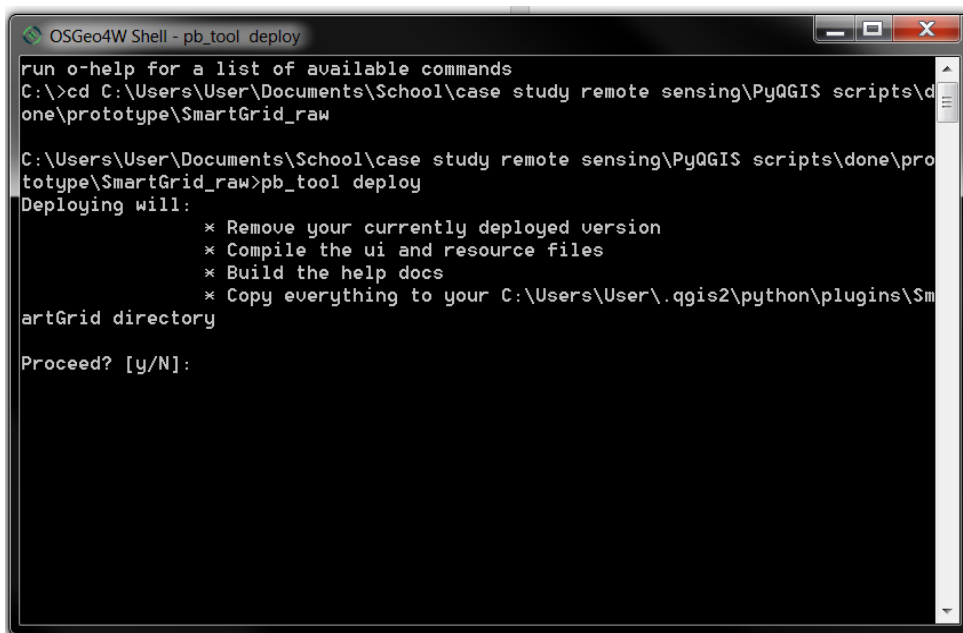 OSGeo4W Shell - pb_tool  deploy
run o-help for a list of available commands
C:\>cd C:\Users\User\Documents\School\case study remote sensing\PyQGIS scripts\d
one\prototype\SmartGrid_raw
C:\Users\User\Documents\School\case study remote sensing\PyQGIS scripts\done\pro
totype\SmartGrid_raw>pb_tool deploy
Deploying will:
* Remove your currently deployed version
* Compile the ui and resource files
* Build the help docs
* Copy everything to your C:\Users\User\.qgis2\python\plugins\Sm
artGrid directory
Proceed? [y/N]: